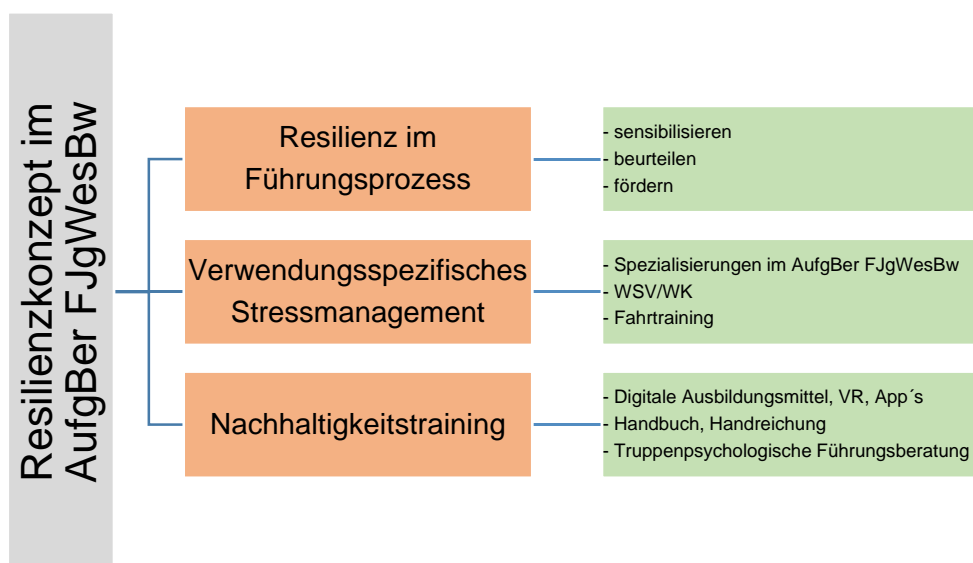 Resilienzkonzept im
AufgBer FJgWesBw
Resilienz im
Führungsprozess
- sensibilisieren
- beurteilen
- fördern
Verwendungsspezifisches
Stressmanagement
- Spezialisierungen im AufgBer FJgWesBw
- WSV/WK
- Fahrtraining
Nachhaltigkeitstraining
- Digitale Ausbildungsmittel, VR, App´s
- Handbuch, Handreichung
- Truppenpsychologische Führungsberatung